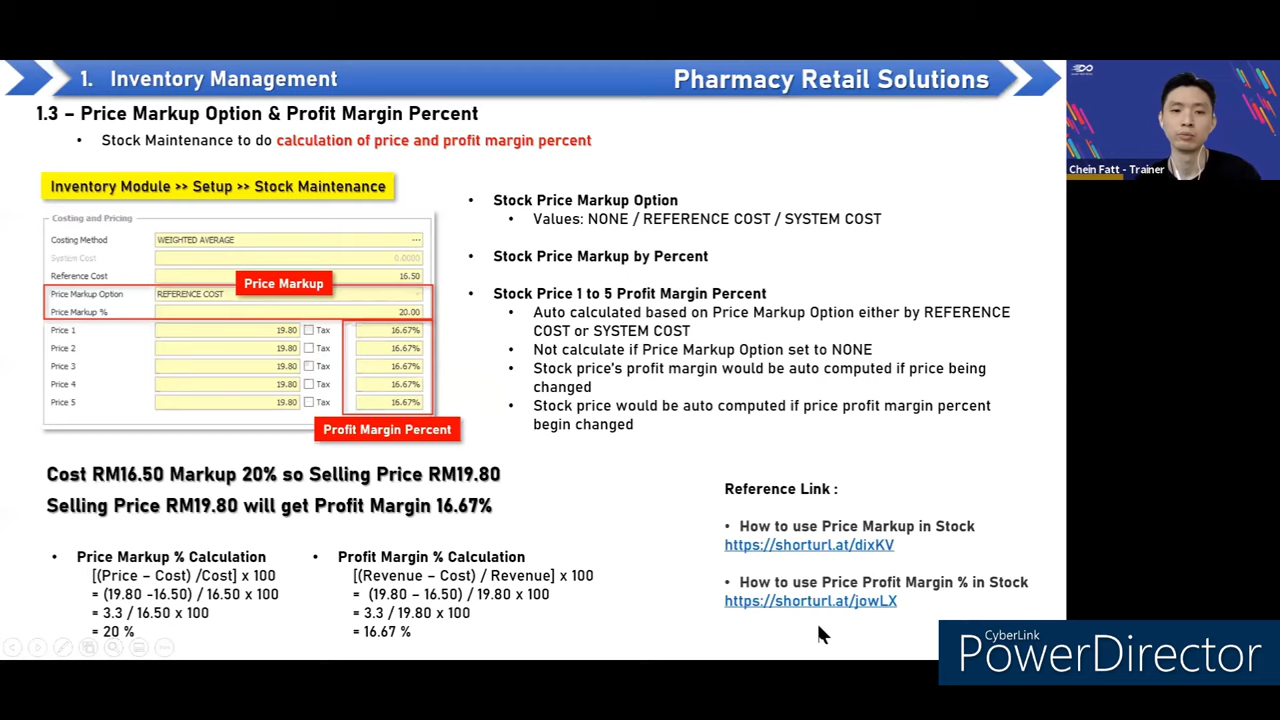 1. Inventory Management
Pharmacy Retail Solutions
1.3 – Price Markup Option & Profit Margin Percent
• Stock Maintenance to do calculation of price and profit margin percent
Inventory Module >> Setup >> Stock Maintenance
Costing and Pricing
Costing Method WEIGHTED AVERAGE ...
System Cost 0.0000
Reference Cost 16.50
Price Markup
Price Markup Option REFERENCE COST
Price Markup % 20.00
Price 1 19.80 Tax 16.67%
Price 2 19.80 Tax 16.67%
Price 3 19.80 Tax 16.67%
Price 4 19.80 Tax 16.67%
Price 5 19.80 Tax 16.67%
Profit Margin Percent
• Stock Price Markup Option
• Values: NONE / REFERENCE COST / SYSTEM COST
• Stock Price Markup by Percent
• Stock Price 1 to 5 Profit Margin Percent
• Auto calculated based on Price Markup Option either by REFERENCE
COST or SYSTEM COST
• Not calculate if Price Markup Option set to NONE
• Stock price's profit margin would be auto computed if price being
changed
• Stock price would be auto computed if price profit margin percent
begin changed
Cost RM16.50 Markup 20% so Selling Price RM19.80
Selling Price RM19.80 will get Profit Margin 16.67%
• Price Markup % Calculation
[(Price – Cost) /Cost] x 100
= (19.80 -16.50) / 16.50 x 100
= 3.3 / 16.50 x 100
= 20 %
• Profit Margin % Calculation
[(Revenue – Cost) / Revenue] x 100
= (19.80 – 16.50) / 19.80 x 100
= 3.3 / 19.80 x 100
= 16.67 %
Reference Link :
• How to use Price Markup in Stock
https://shorturl.at/dixKV
• How to use Price Profit Margin % in Stock
https://shorturl.at/jowLX
Chein Fatt - Trainer
CyberLink
PowerDirector